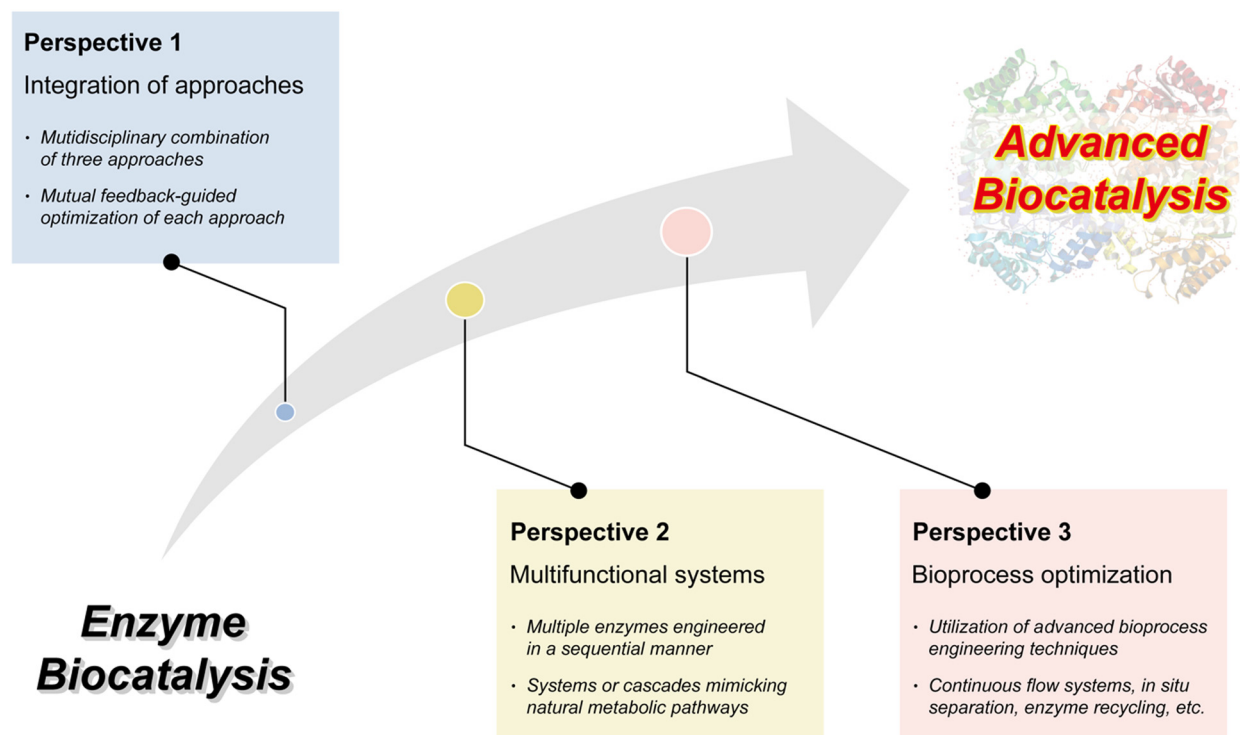 Perspective 1
Integration of approaches
· Mutidisciplinary combination
of three approaches
· Mutual feedback-guided
optimization of each approach
Advanced
Biocatalysis
Enzyme
Biocatalysis
Perspective 2
Multifunctional systems
· Multiple enzymes engineered
in a sequential manner
· Systems or cascades mimicking
natural metabolic pathways
Perspective 3
Bioprocess optimization
· Utilization of advanced bioprocess
engineering techniques
· Continuous flow systems, in situ
separation, enzyme recycling, etc.